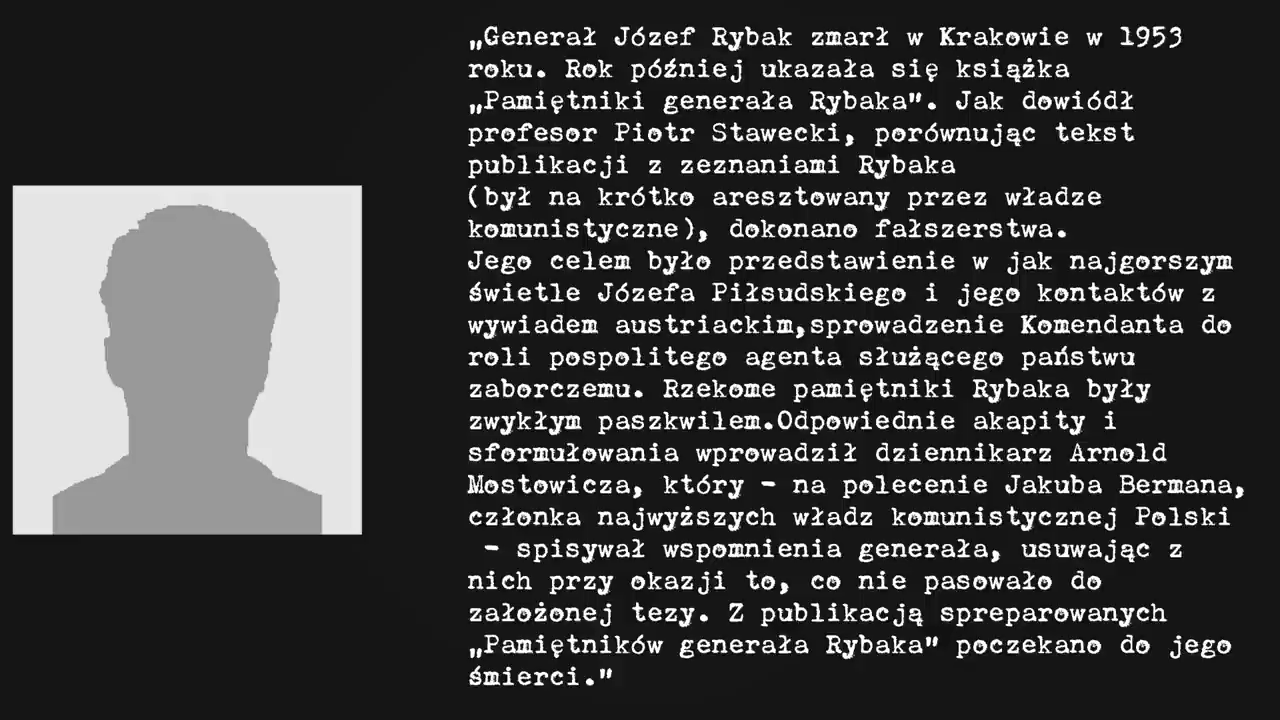 „Generał Józef Rybak zmarł w Krakowie w 1953
roku. Rok później ukazała się książka
„Pamiętniki generała Rybaka". Jak dowiódł
profesor Piotr Stawecki, porównując tekst
publikacji z zeznaniami Rybaka
(był na krótko aresztowany przez władze
komunistyczne), dokonano fałszerstwa.
Jego celem było przedstawienie w jak najgorszym
świetle Józefa Piłsudskiego i jego kontaktów z
wywiadem austriackim,sprowadzenie Komendanta do
roli pospolitego agenta służącego państwu
zaborczemu. Rzekome pamiętniki Rybaka były
zwykłym paszkwilem.Odpowiednie akapity i
sformułowania wprowadził dziennikarz Arnold
Mostowicza, który - na polecenie Jakuba Bermana,
członka najwyższych władz komunistycznej Polski
- spisywał wspomnienia generała, usuwając z
nich przy okazji to, co nie pasowało do
założonej tezy. Z publikacją spreparowanych
„Pamiętników generała Rybaka" poczekano do jego
śmierci."